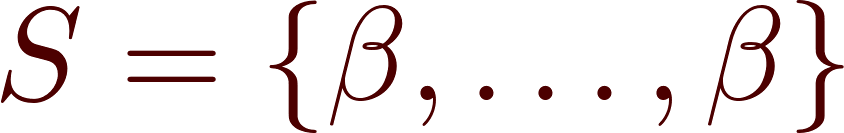 S = {β, . . . , β}